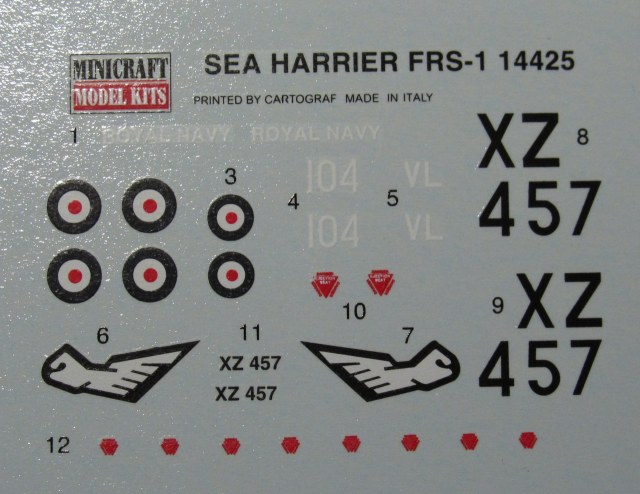 MINICRAFT
MODEL KITS
SEA HARRIER FRS-1 14425
PRINTED BY CARTOGRAF MADE IN ITALY
1
ROYAL NAVY ROYAL NAVY
XZ
457
8
3
104
VL
4
5
104
VL
10
9
XZ
457
6
11
7
XZ 457
XZ 457
12